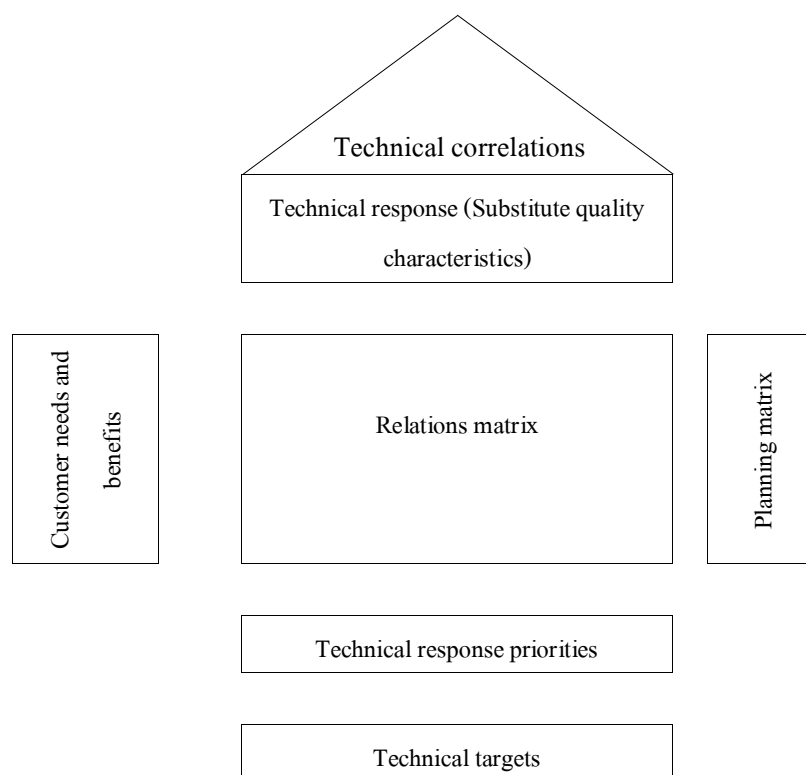 Technical correlations
Technical response (Substitute quality
characteristics)
Customer needs and
benefits
Relations matrix
Planning matrix
Technical response priorities
Technical targets